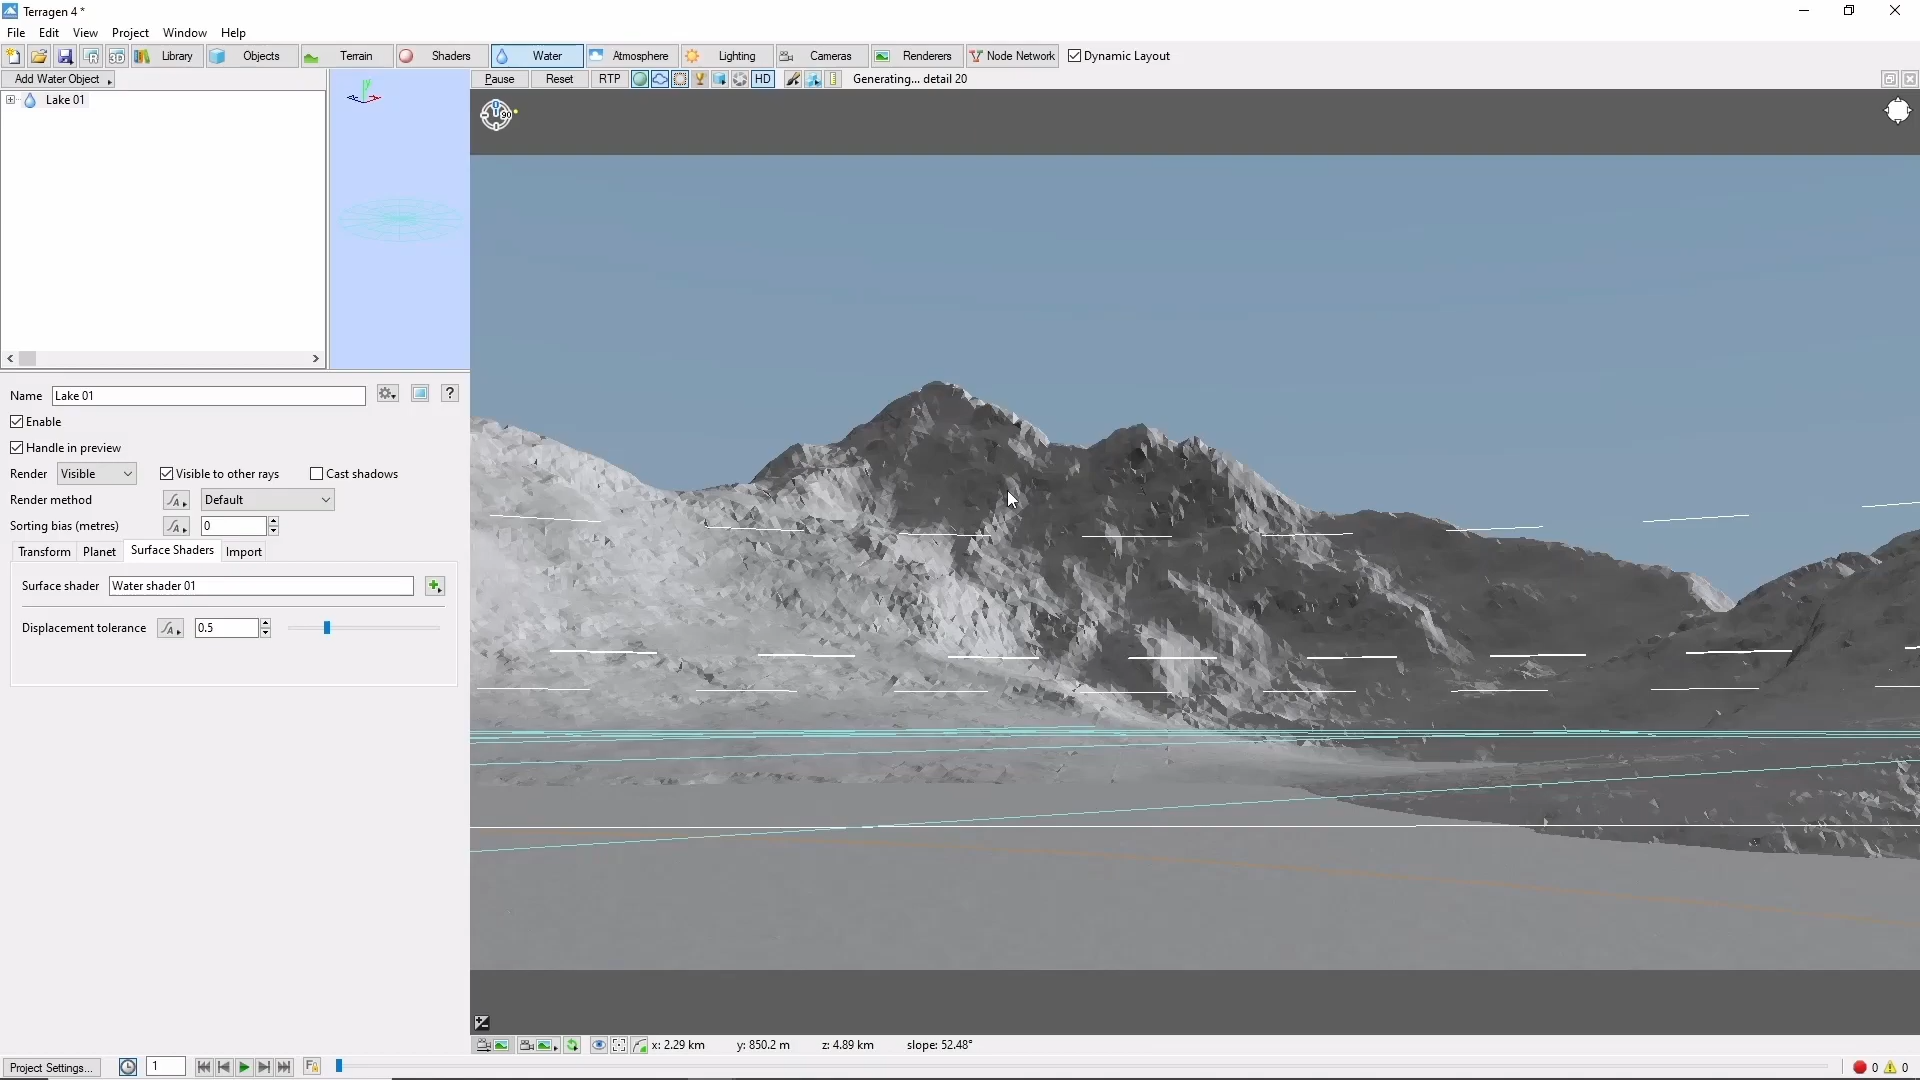 Terragen 4 *
File Edit View Project Window Help
Library Objects Terrain Shaders Water Atmosphere Lighting Cameras Renderers Node Network Dynamic Layout
Add Water Object Pause Reset RTP HD Generating... detail 20
Lake 01
Name Lake 01 ?
Enable
Handle in preview
Render Visible Visible to other rays Cast shadows
Render method Default
Sorting bias (metres) 0
Transform Planet Surface Shaders Import
Surface shader Water shader 01
Displacement tolerance 0.5
x: 2.29 km y: 850.2 m z: 4.89 km slope: 52.48°
Project Settings... 1 0 0